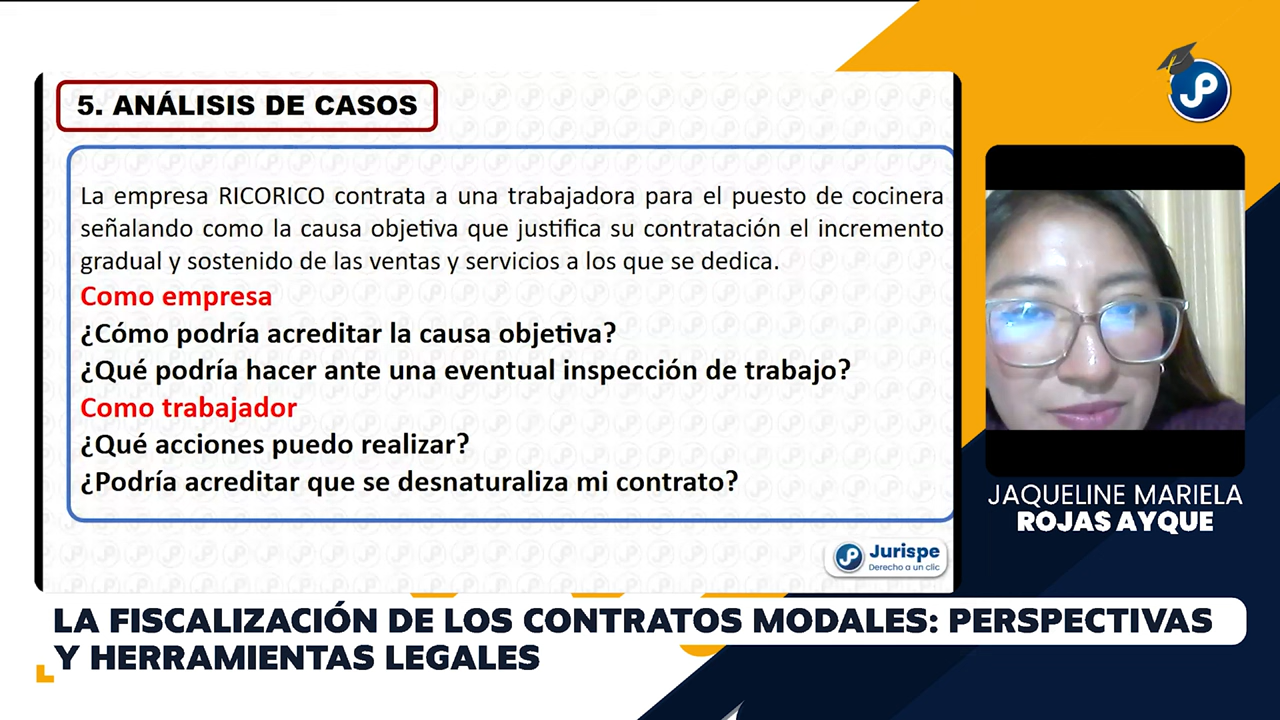 5. ANÁLISIS DE CASOS
La empresa RICORICO contrata a una trabajadora para el puesto de cocinera
señalando como la causa objetiva que justifica su contratación el incremento
gradual y sostenido de las ventas y servicios a los que se dedica.
Como empresa
¿Cómo podría acreditar la causa objetiva?
¿Qué podría hacer ante una eventual inspección de trabajo?
Como trabajador
¿Qué acciones puedo realizar?
¿Podría acreditar que se desnaturaliza mi contrato?
JP
Jurispe
Derecho a un clic
JP
JAQUELINE MARIELA
ROJAS AYQUE
LA FISCALIZACIÓN DE LOS CONTRATOS MODALES: PERSPECTIVAS
Y HERRAMIENTAS LEGALES